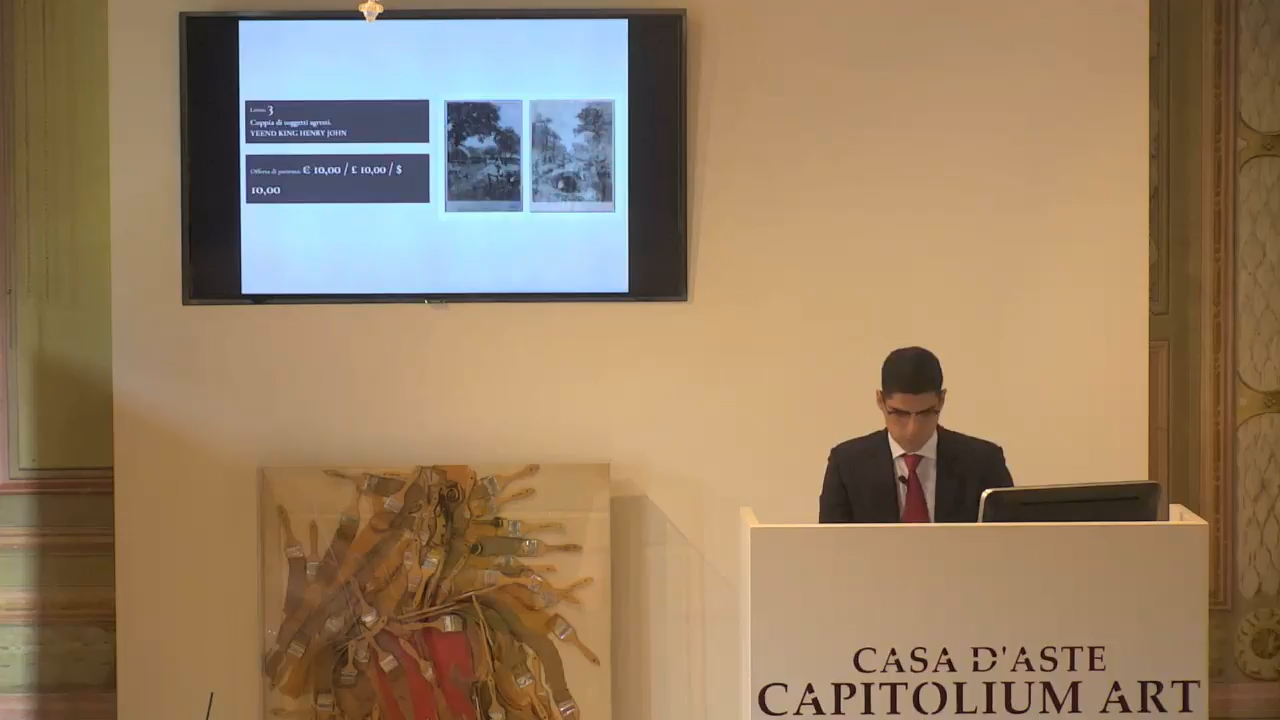 Lotto: 3
Coppia di soggetti agresti.
YEEND KING HENRY JOHN
Offerta di partenza: € 10,00 / £ 10,00 / $
10,00
CASA D'ASTE
CAPITOLIUM ART